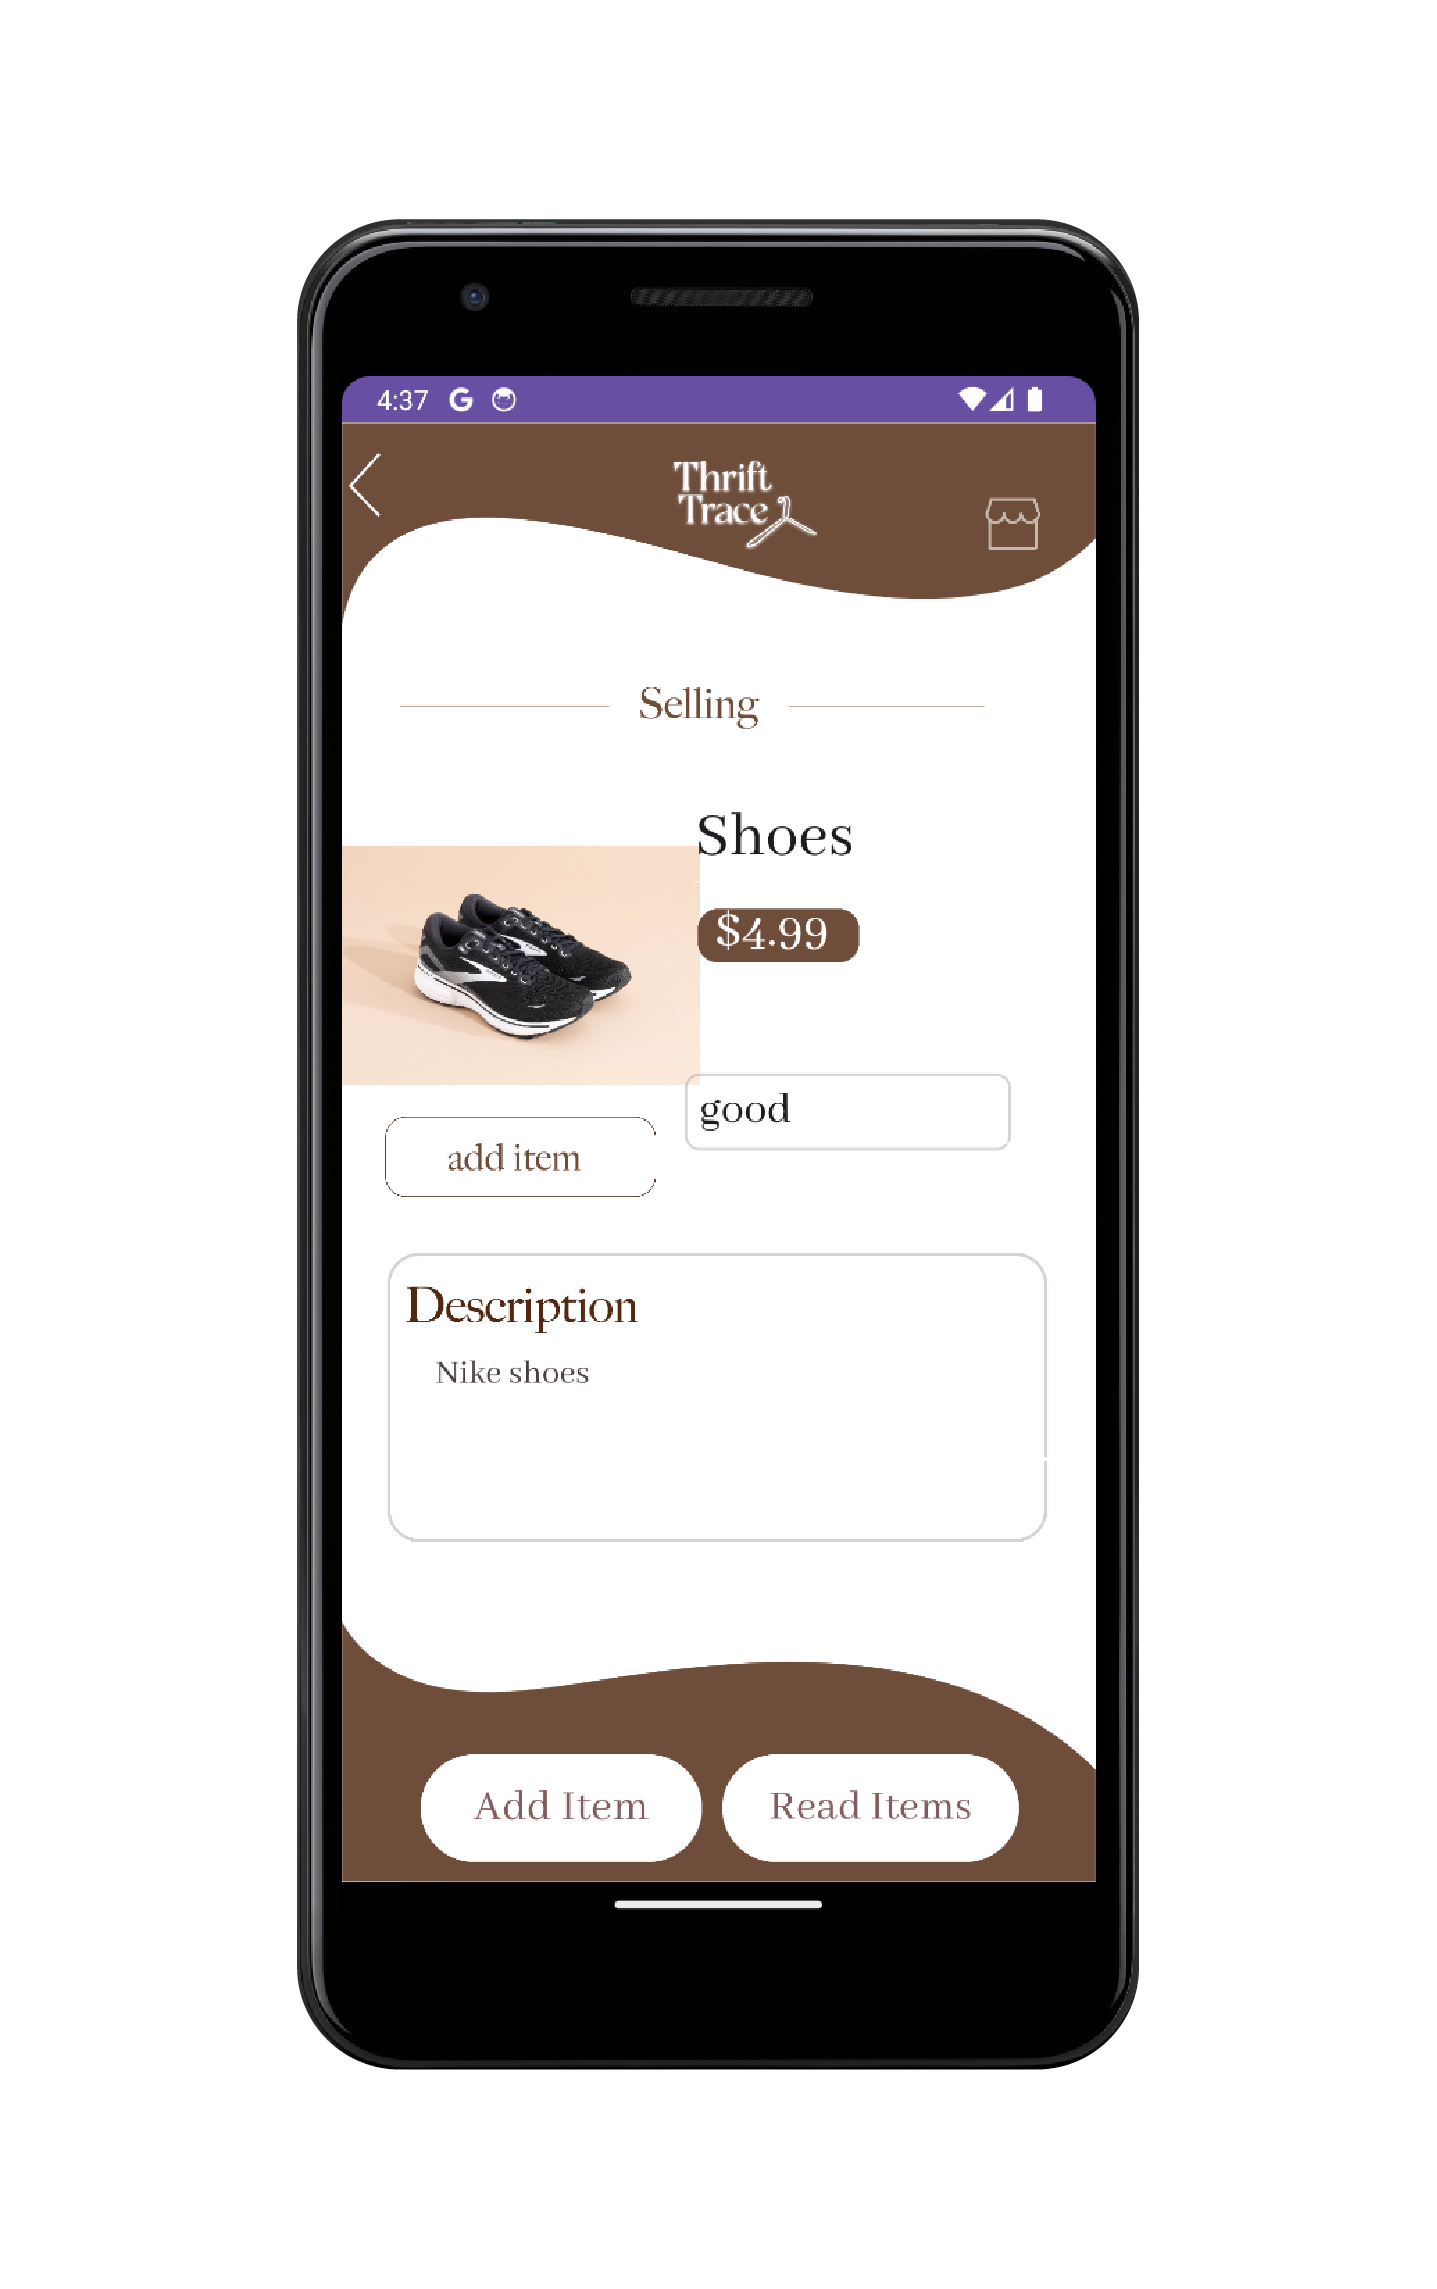 4:37 G
Thrift
Trace
Selling
Shoes
$4.99
good
add item
Description
Nike shoes
Add Item
Read Items